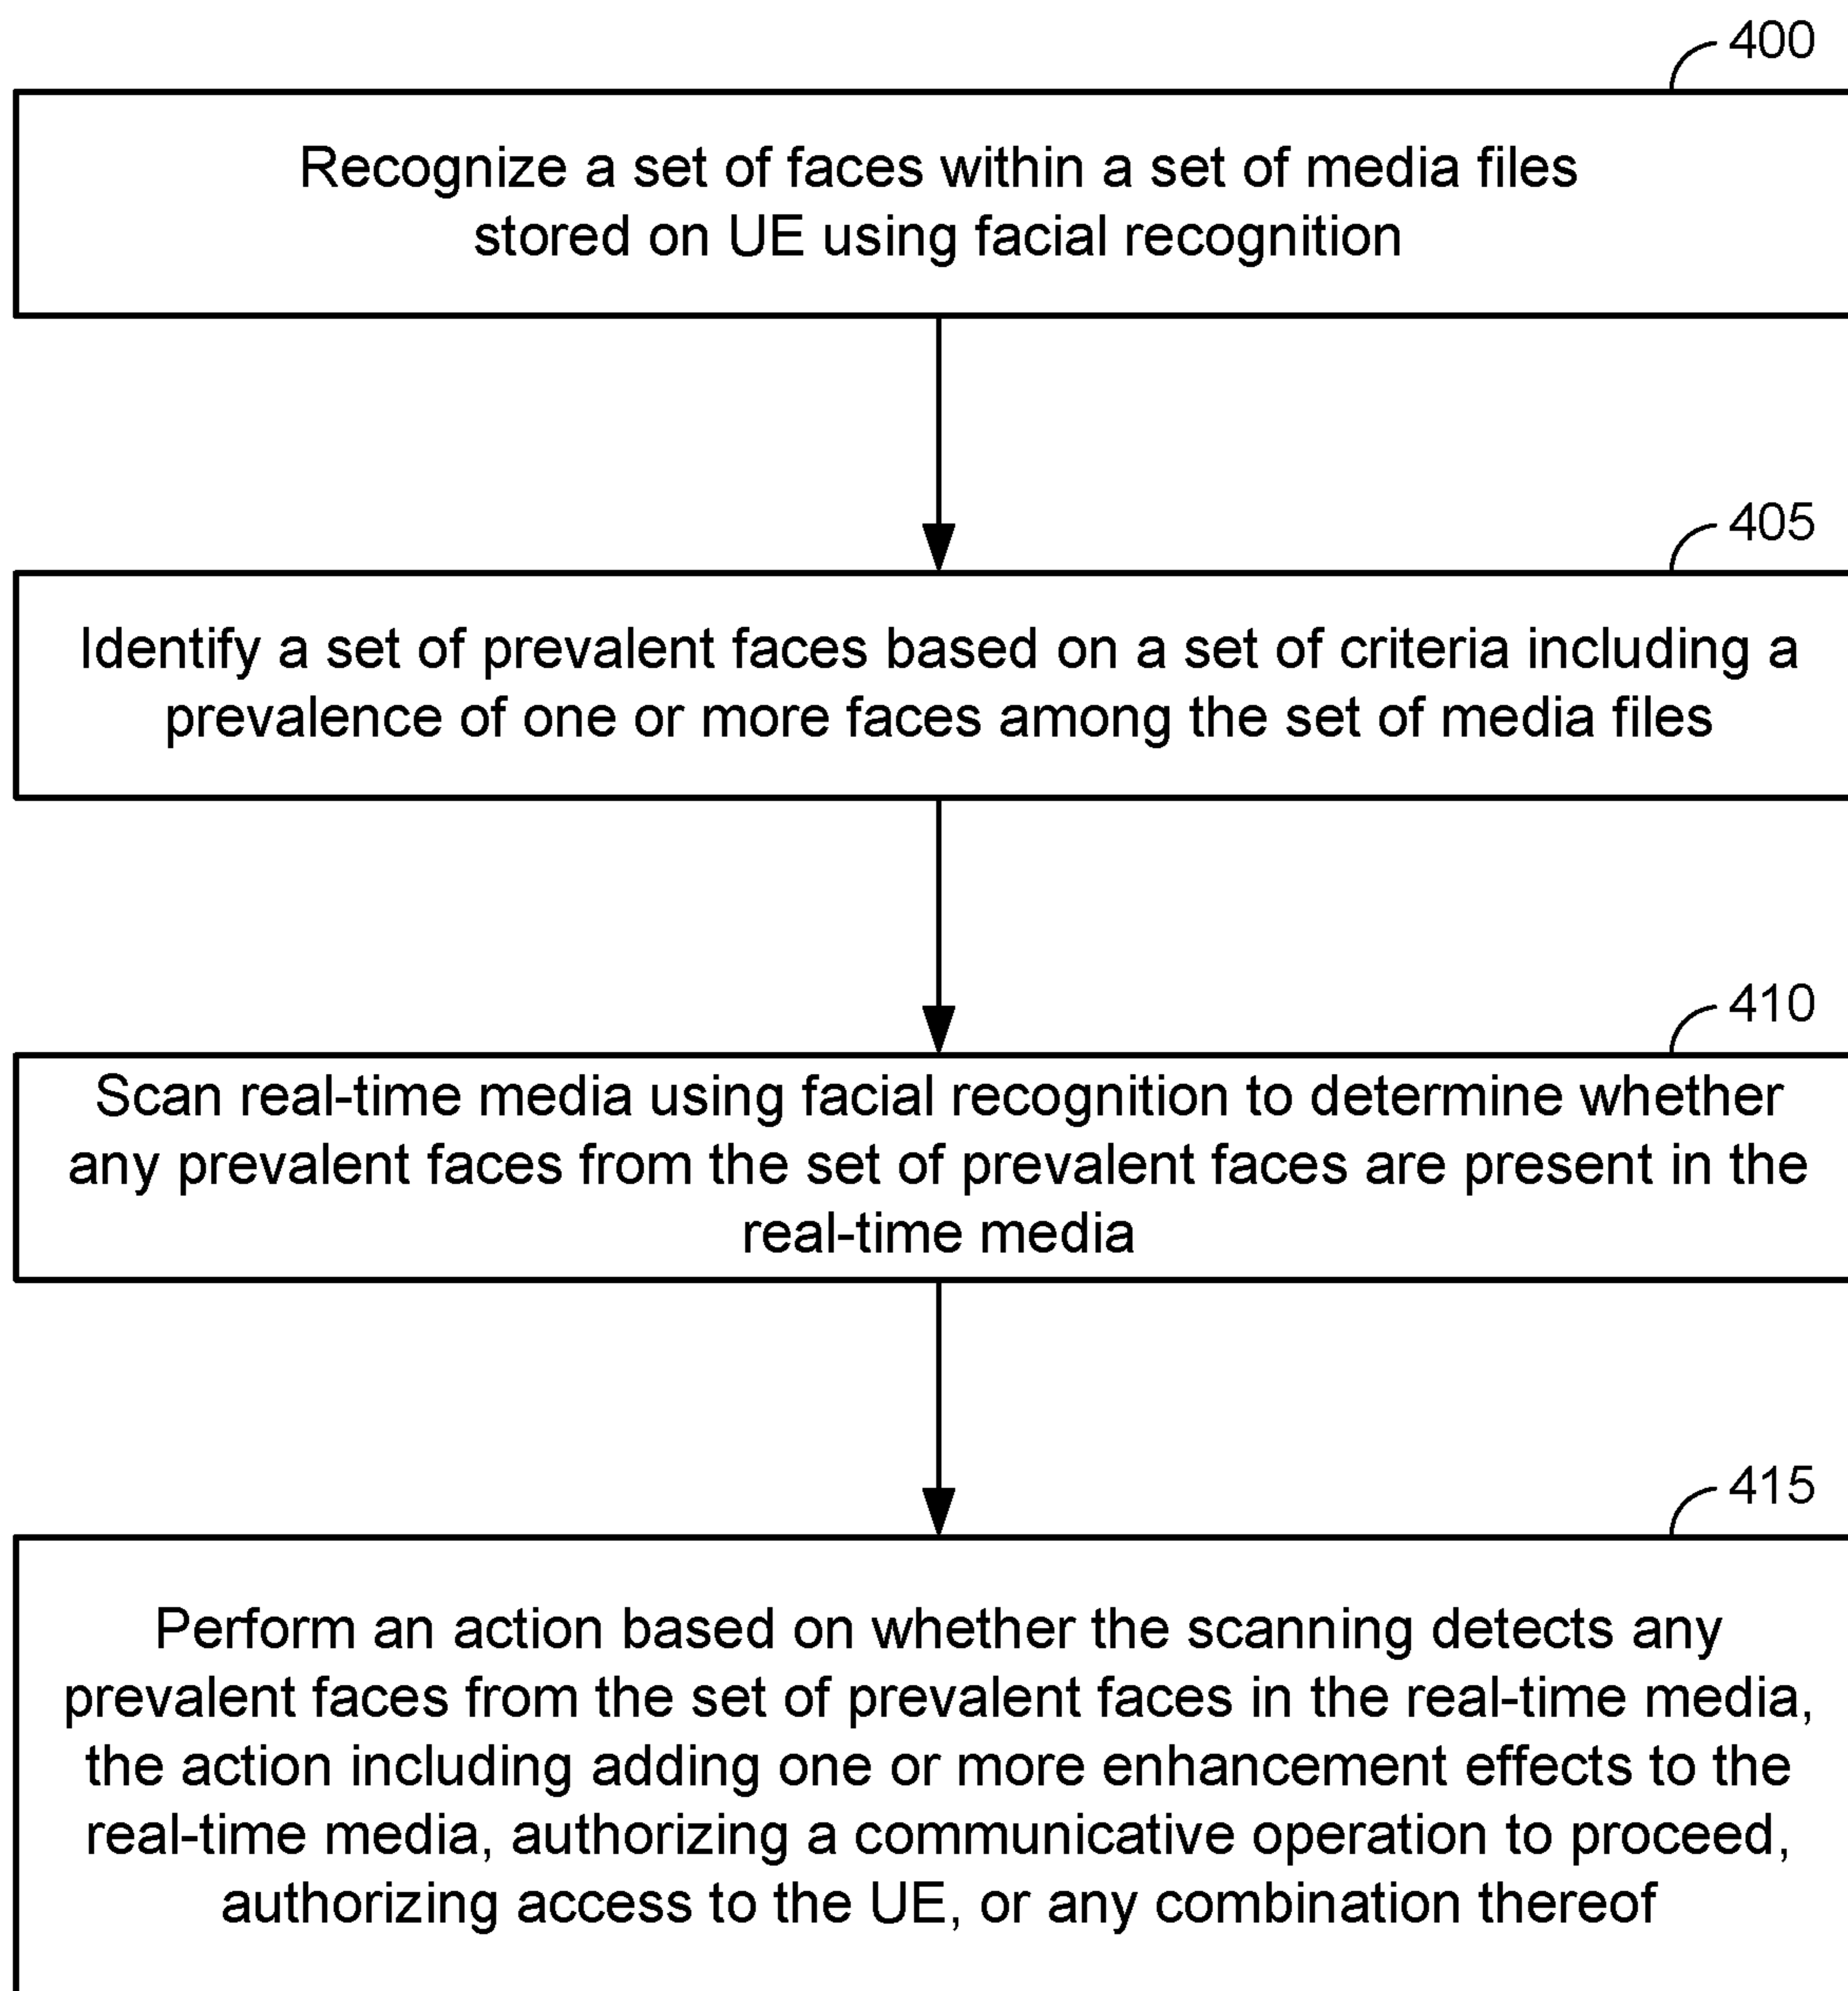 400
Recognize a set of faces within a set of media files
stored on UE using facial recognition
405
Identify a set of prevalent faces based on a set of criteria including a
prevalence of one or more faces among the set of media files
410
Scan real-time media using facial recognition to determine whether
any prevalent faces from the set of prevalent faces are present in the
real-time media
415
Perform an action based on whether the scanning detects any
prevalent faces from the set of prevalent faces in the real-time media,
the action including adding one or more enhancement effects to the
real-time media, authorizing a communicative operation to proceed,
authorizing access to the UE, or any combination thereof